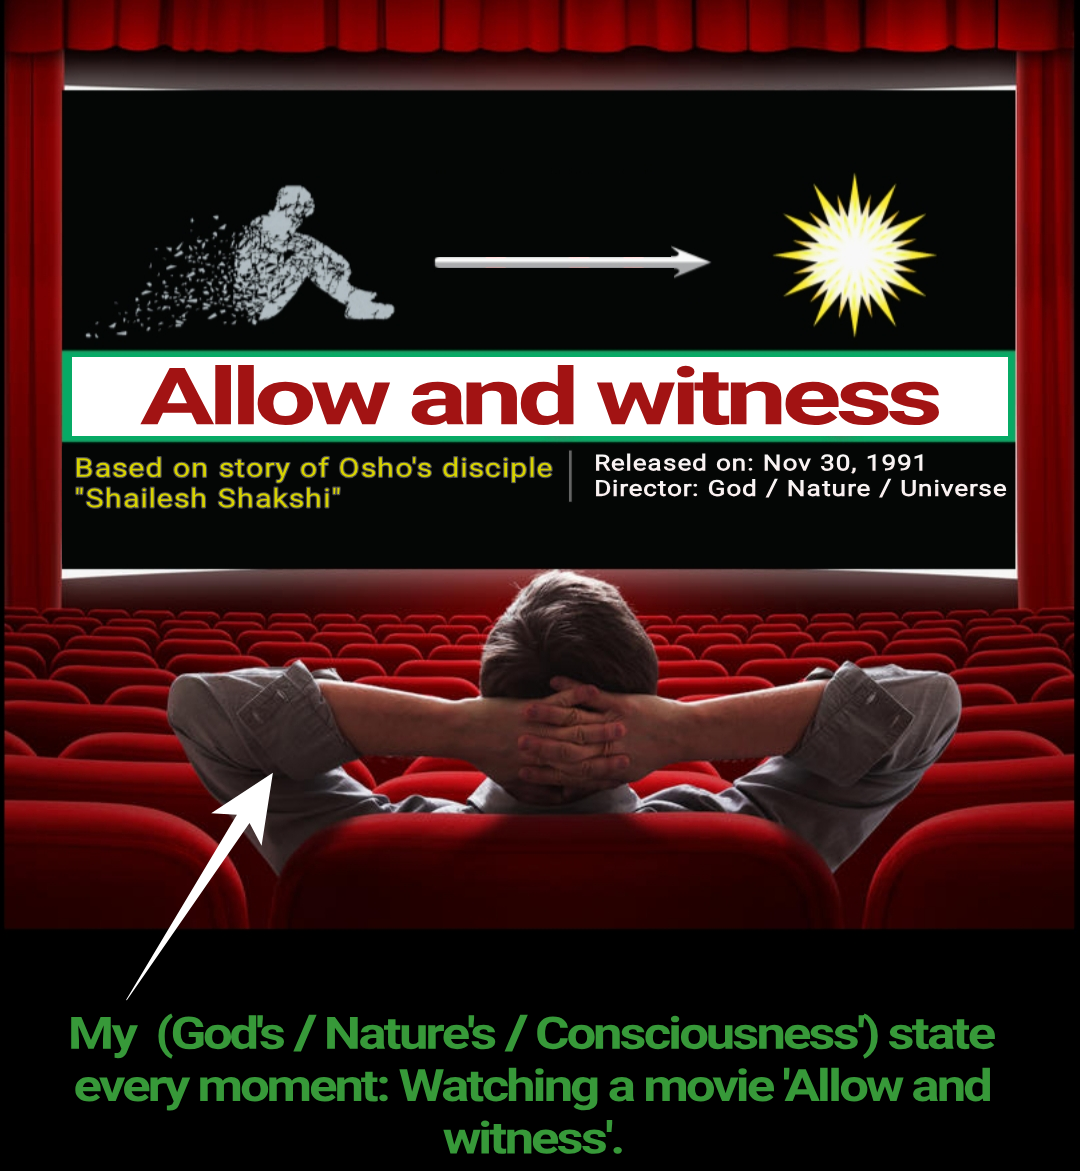 Allow and witness
Based on story of Osho's disciple
"Shailesh Shakshi"
Released on: Nov 30, 1991
Director: God / Nature / Universe
My (God's / Nature's / Consciousness') state
every moment: Watching a movie 'Allow and
witness'.